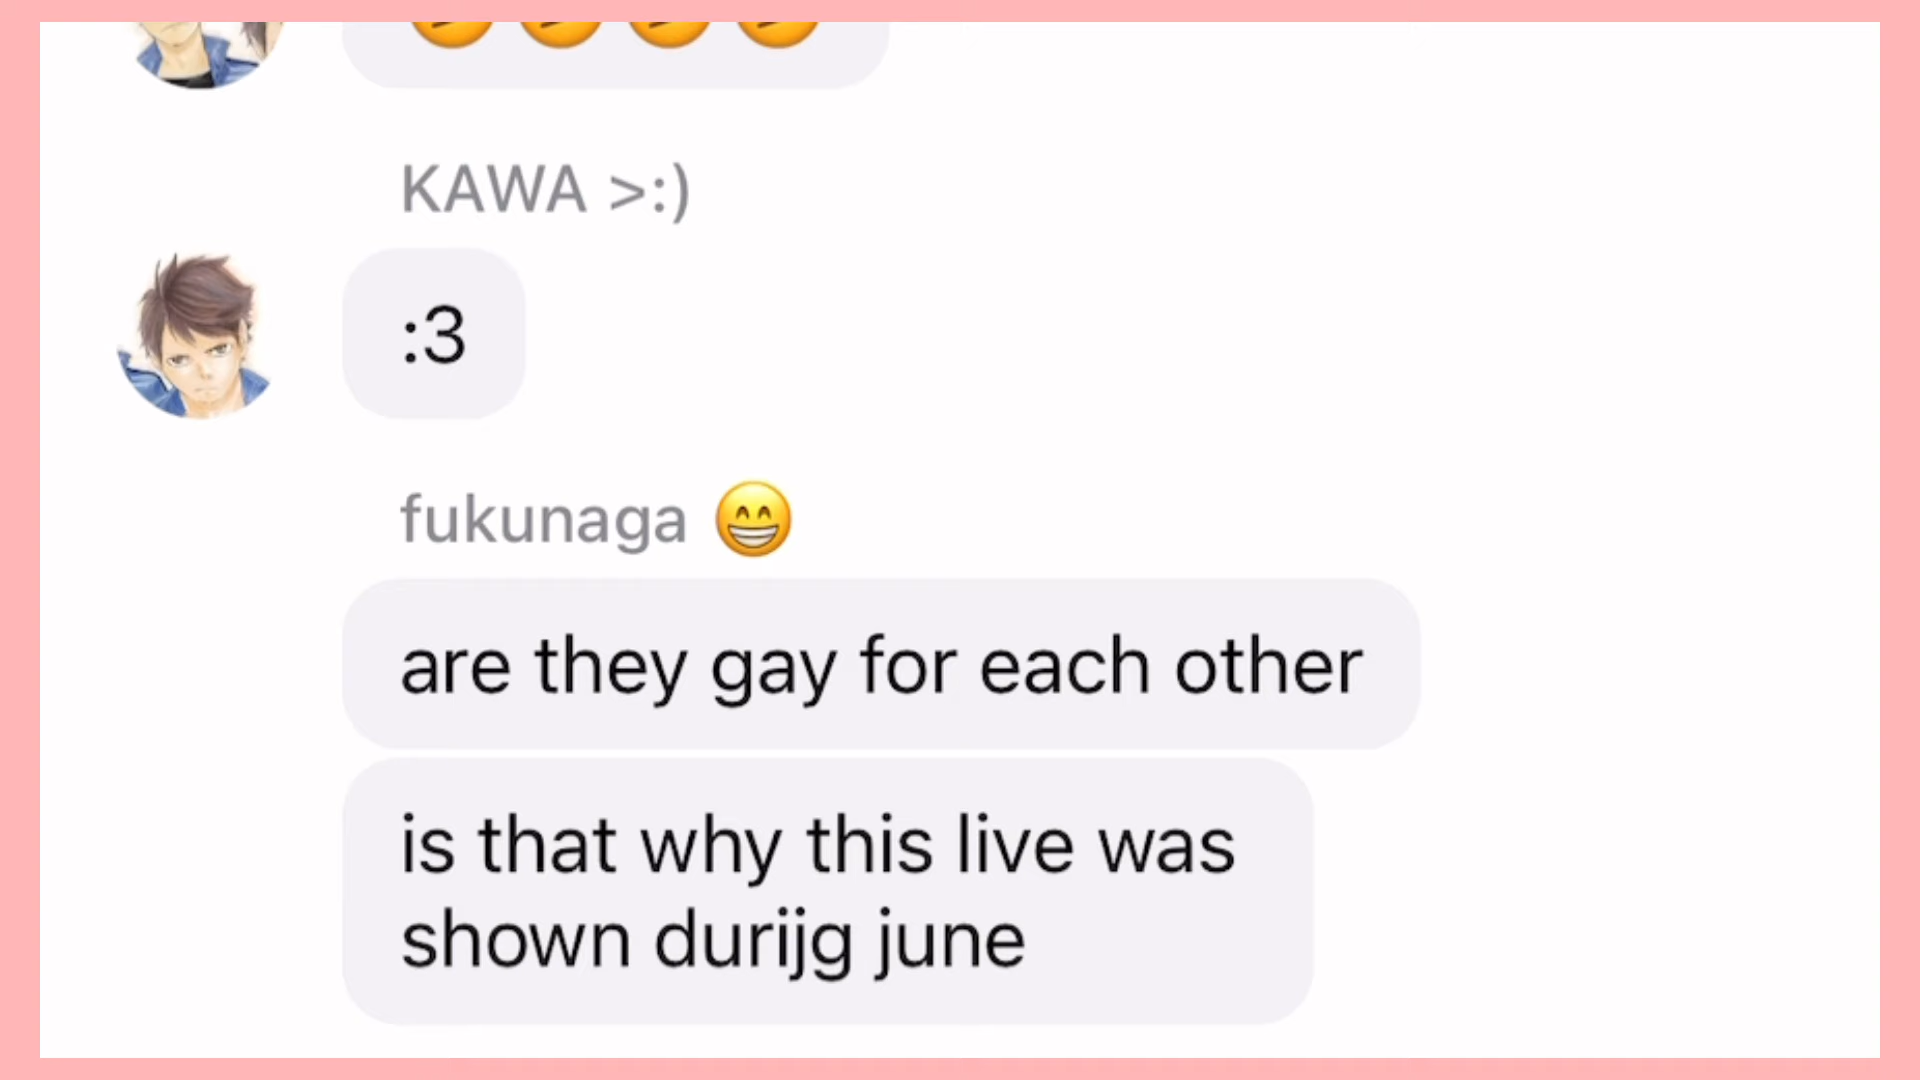 KAWA >:)
:3
fukunaga 😁
are they gay for each other
is that why this live was
shown durijg june